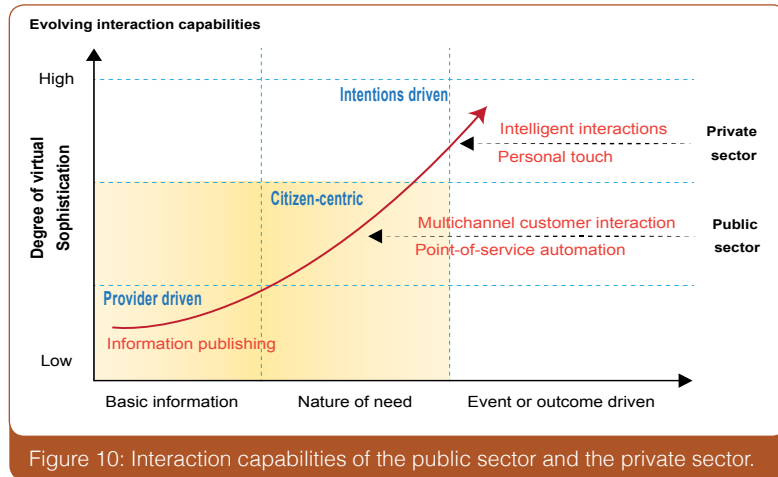 Evolving interaction capabilities
High
Intentions driven
Intelligent interactions
Personal touch
Private
sector
Degree of virtual
Sophistication
Citizen-centric
Multichannel customer interaction
Point-of-service automation
Public
sector
Provider driven
Information publishing
Low
Basic information
Nature of need
Event or outcome driven
Figure 10: Interaction capabilities of the public sector and the private sector.